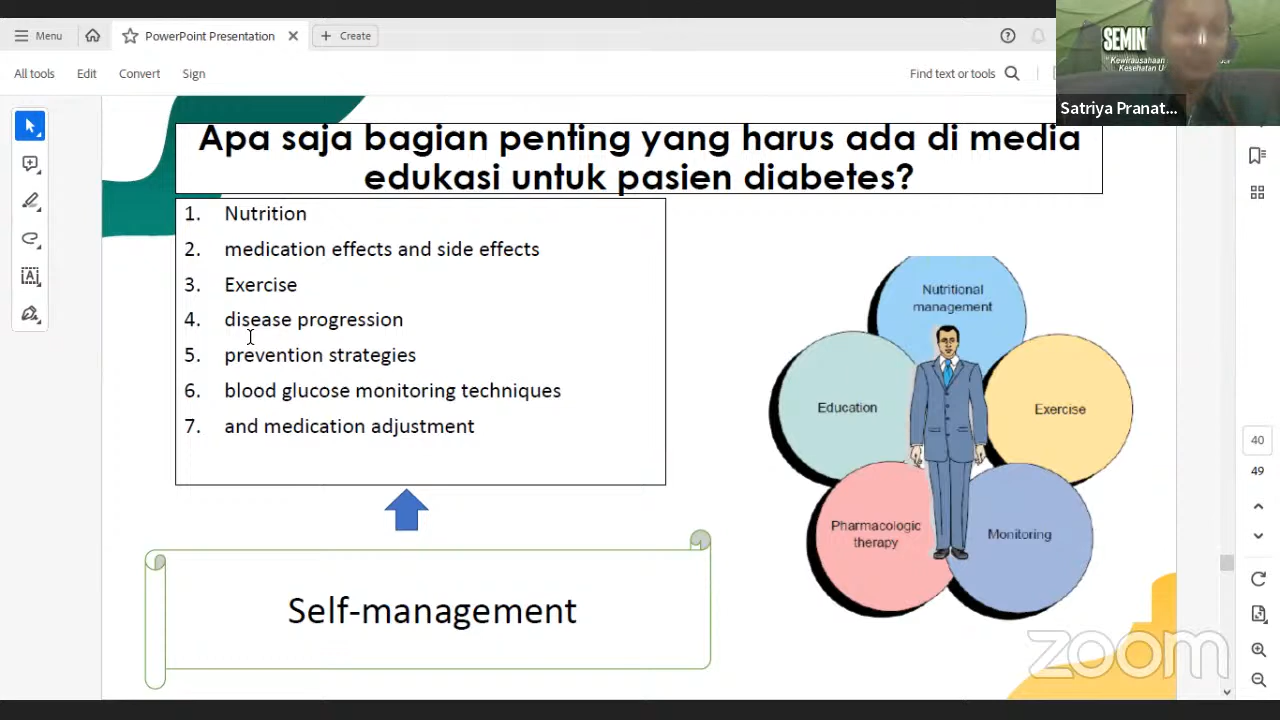 Menu
PowerPoint Presentation
Create
All tools
Edit
Convert
Sign
Find text or tools
SEMIN
"Kewirausahaan
Kesehatan U
Satriya Pranat...
Apa saja bagian penting yang harus ada di media
edukasi untuk pasien diabetes?
1. Nutrition
2. medication effects and side effects
3. Exercise
4. disease progression
5. prevention strategies
6. blood glucose monitoring techniques
7. and medication adjustment
Self-management
Nutritional
management
Education
Exercise
Pharmacologic
therapy
Monitoring
40
49
zoom